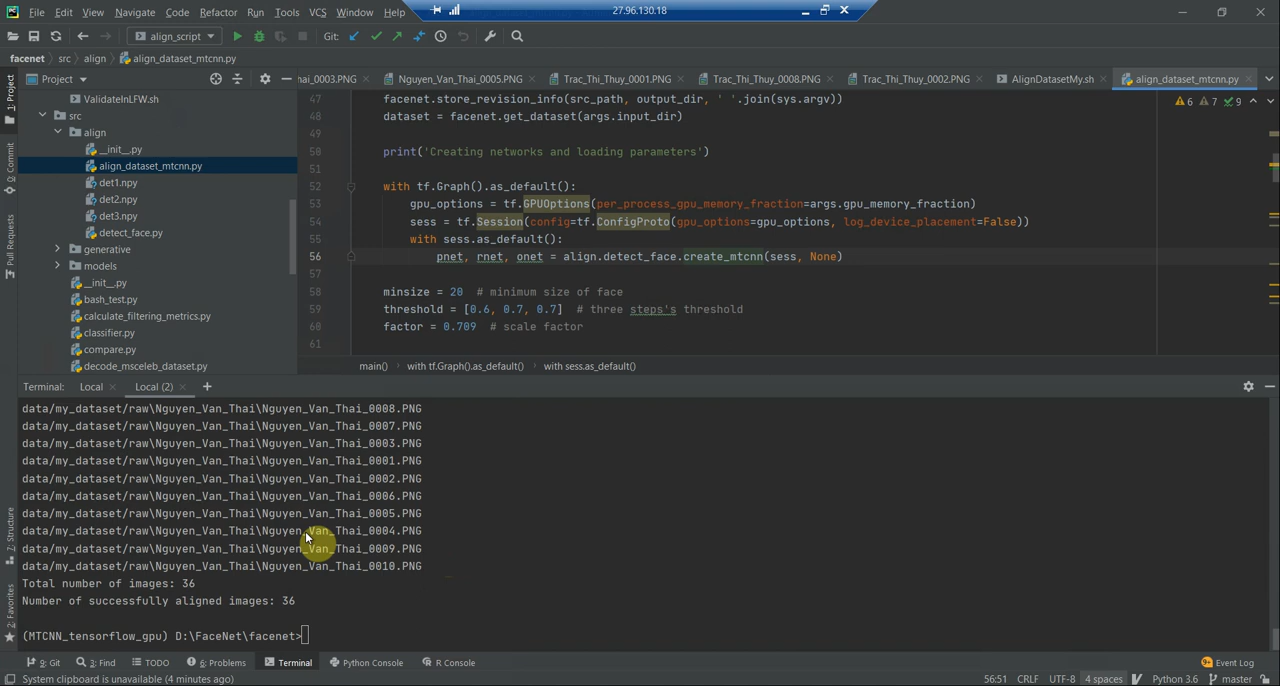 File Edit View Navigate Code Refactor Run Tools VCS Window Help
27.96.130.18
align_script
Git:
facenet src align align_dataset_mtcnn.py
Project
hai_0003.PNG Nguyen_Van_Thai_0005.PNG Trac_Thi_Thuy_0001.PNG Trac_Thi_Thuy_0008.PNG Trac_Thi_Thuy_0002.PNG AlignDatasetMy.sh align_dataset_mtcnn.py
1: Project
0: Commit
Pull Requests
Z: Structure
2: Favorites
ValidateInLFW.sh
src
align
__init__.py
align_dataset_mtcnn.py
det1.npy
det2.npy
det3.npy
detect_face.py
generative
models
__init__.py
bash_test.py
calculate_filtering_metrics.py
classifier.py
compare.py
decode_msceleb_dataset.py
6 7 9
47 facenet.store_revision_info(src_path, output_dir, ' '.join(sys.argv))
48 dataset = facenet.get_dataset(args.input_dir)
49
50 print('Creating networks and loading parameters')
51
52 with tf.Graph().as_default():
53 gpu_options = tf.GPUOptions(per_process_gpu_memory_fraction=args.gpu_memory_fraction)
54 sess = tf.Session(config=tf.ConfigProto(gpu_options=gpu_options, log_device_placement=False))
55 with sess.as_default():
56 pnet, rnet, onet = align.detect_face.create_mtcnn(sess, None)
57
58 minsize = 20 # minimum size of face
59 threshold = [0.6, 0.7, 0.7] # three steps's threshold
60 factor = 0.709 # scale factor
61
main() with tf.Graph().as_default() with sess.as_default()
Terminal: Local Local (2) +
data/my_dataset/raw\Nguyen_Van_Thai\Nguyen_Van_Thai_0008.PNG
data/my_dataset/raw\Nguyen_Van_Thai\Nguyen_Van_Thai_0007.PNG
data/my_dataset/raw\Nguyen_Van_Thai\Nguyen_Van_Thai_0003.PNG
data/my_dataset/raw\Nguyen_Van_Thai\Nguyen_Van_Thai_0001.PNG
data/my_dataset/raw\Nguyen_Van_Thai\Nguyen_Van_Thai_0002.PNG
data/my_dataset/raw\Nguyen_Van_Thai\Nguyen_Van_Thai_0006.PNG
data/my_dataset/raw\Nguyen_Van_Thai\Nguyen_Van_Thai_0005.PNG
data/my_dataset/raw\Nguyen_Van_Thai\Nguyen_Van_Thai_0004.PNG
data/my_dataset/raw\Nguyen_Van_Thai\Nguyen_Van_Thai_0009.PNG
data/my_dataset/raw\Nguyen_Van_Thai\Nguyen_Van_Thai_0010.PNG
Total number of images: 36
Number of successfully aligned images: 36
(MTCNN_tensorflow_gpu) D:\FaceNet\facenet>
9: Git 3: Find TODO 6: Problems Terminal Python Console R Console 9+ Event Log
System clipboard is unavailable (4 minutes ago) 56:51 CRLF UTF-8 4 spaces Python 3.6 master